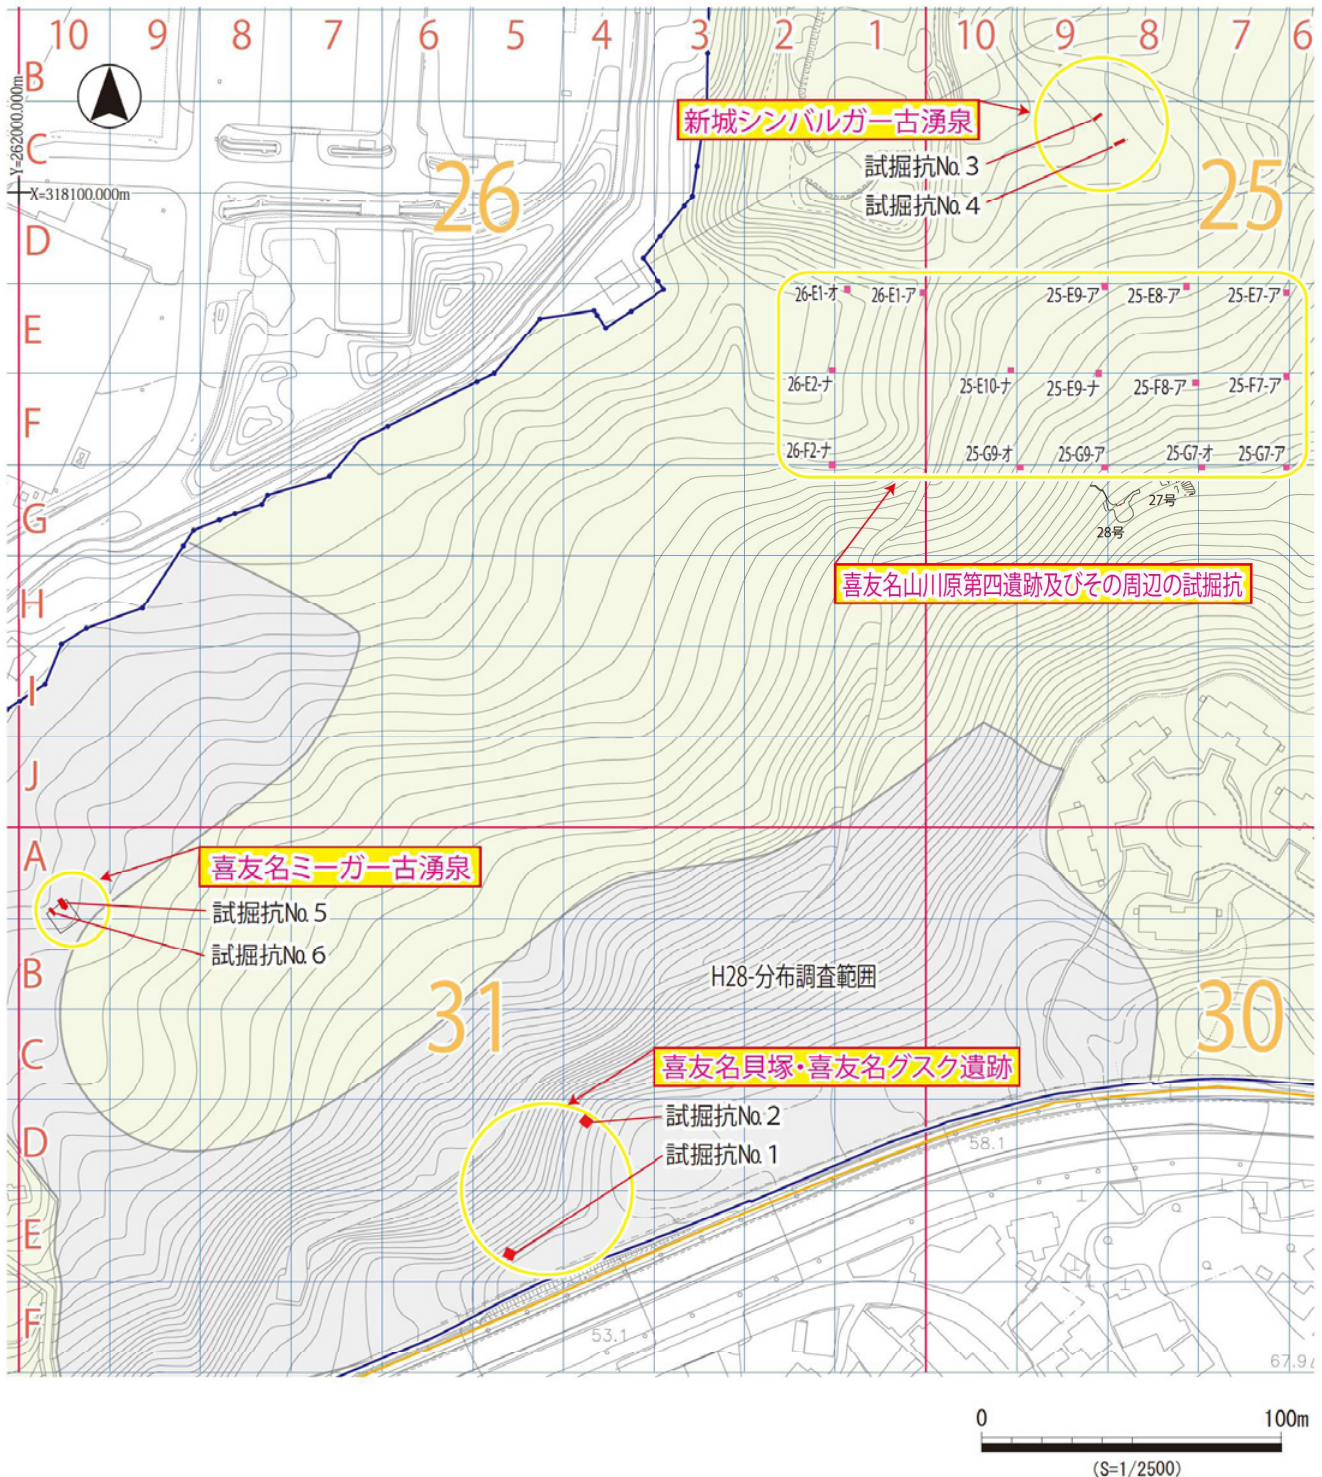 10 9 8 7 6 5 4 3 2 1 10 9 8 7 6
B
C
D
E
F
G
H
I
J
A
B
C
D
E
F
Y=262000.000m
X=318100.000m
26
25
31
30
新城シンバルガー古湧泉
試掘抗No.3
試掘抗No.4
26-E1-オ
26-E1-ア
25-E9-ア
25-E8-ア
25-E7-ア
26-E2-ナ
25-E10-ナ
25-E9-ナ
25-F8-ア
25-F7-ア
26-F2-ナ
25-G9-オ
25-G9-ア
25-G7-オ
25-G7-ア
27号
28号
喜友名山川原第四遺跡及びその周辺の試掘抗
喜友名ミーガー古湧泉
試掘抗No.5
試掘抗No.6
H28-分布調査範囲
喜友名貝塚・喜友名グスク遺跡
試掘抗No.2
試掘抗No.1
58.1
53.1
67.9
0 100m
(S=1/2500)